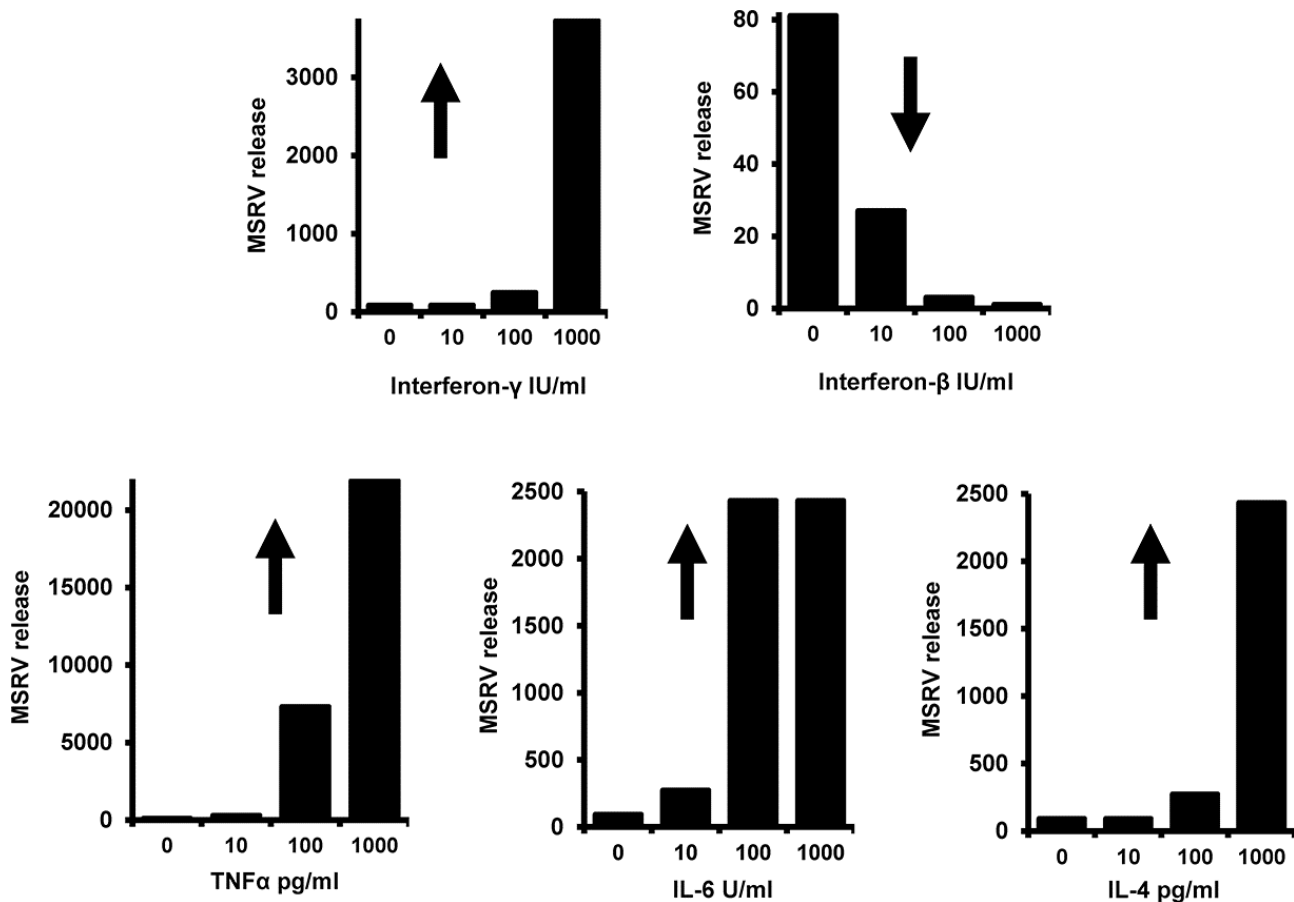 MSRV release
3000
2000
1000
0
0 10 100 1000
Interferon-γ IU/ml
MSRV release
80
60
40
20
0
0 10 100 1000
Interferon-β IU/ml
MSRV release
20000
15000
10000
5000
0
0 10 100 1000
TNFα pg/ml
MSRV release
2500
2000
1500
1000
500
0
0 10 100 1000
IL-6 U/ml
MSRV release
2500
2000
1500
1000
500
0
0 10 100 1000
IL-4 pg/ml